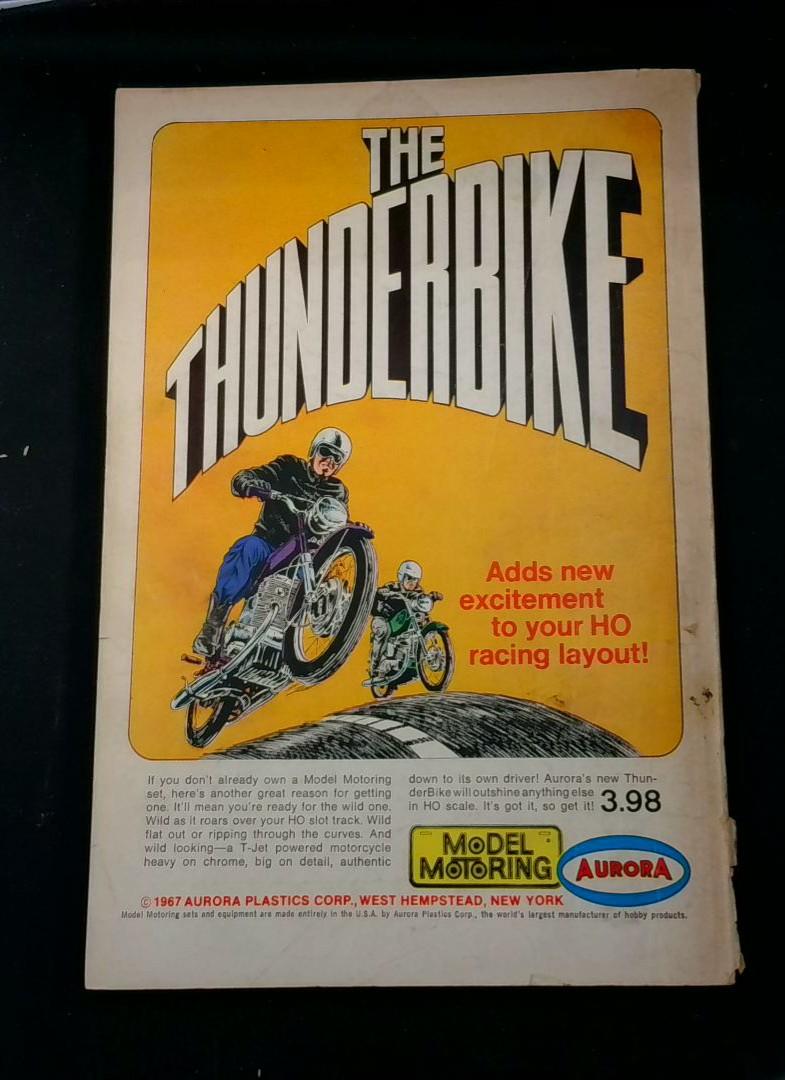 THE
THUNDERBIKE
Adds new
excitement
to your HO
racing layout!
If you don't already own a Model Motoring
set, here's another great reason for getting
one. It'll mean you're ready for the wild one.
Wild as it roars over your HO slot track. Wild
flat out or ripping through the curves. And
wild looking—a T-Jet powered motorcycle
heavy on chrome, big on detail, authentic
down to its own driver! Aurora's new Thun-
derBike will outshine anything else
in HO scale. It's got it, so get it! 3.98
MODEL
MOTORING
AURORA
© 1967 AURORA PLASTICS CORP., WEST HEMPSTEAD, NEW YORK
Model Motoring sets and equipment are made entirely in the U.S.A. by Aurora Plastics Corp., the world's largest manufacturer of hobby products.